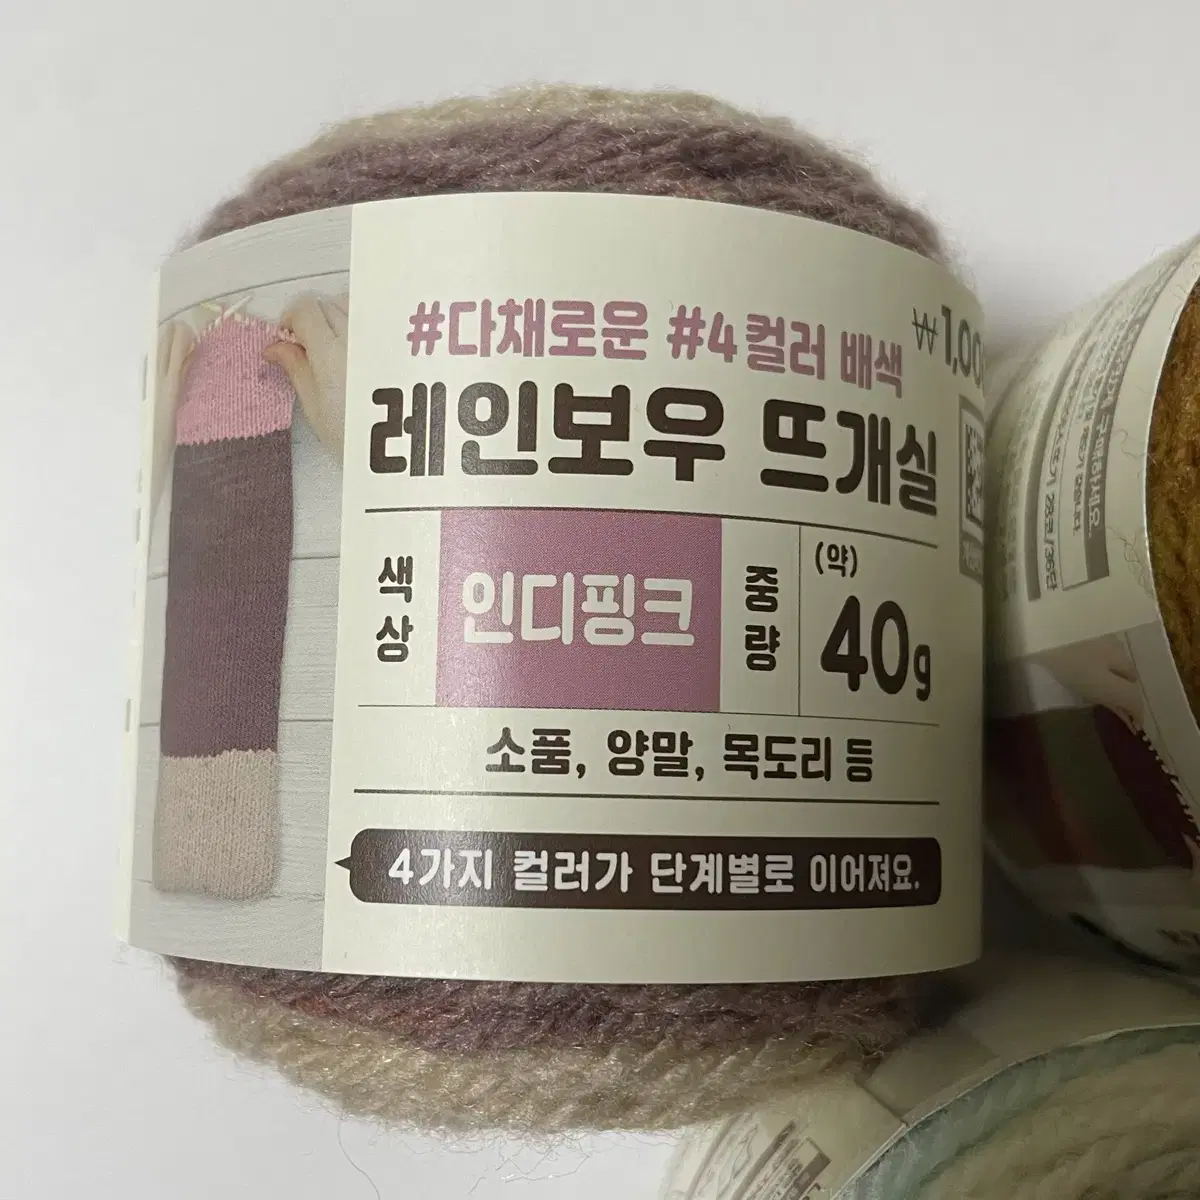 #다채로운 #4컬러 배색
₩1,00
레인보우 뜨개실
색상
인디핑크
중량
(약)
40g
소품, 양말, 목도리 등
4가지 컬러가 단계별로 이어져요.